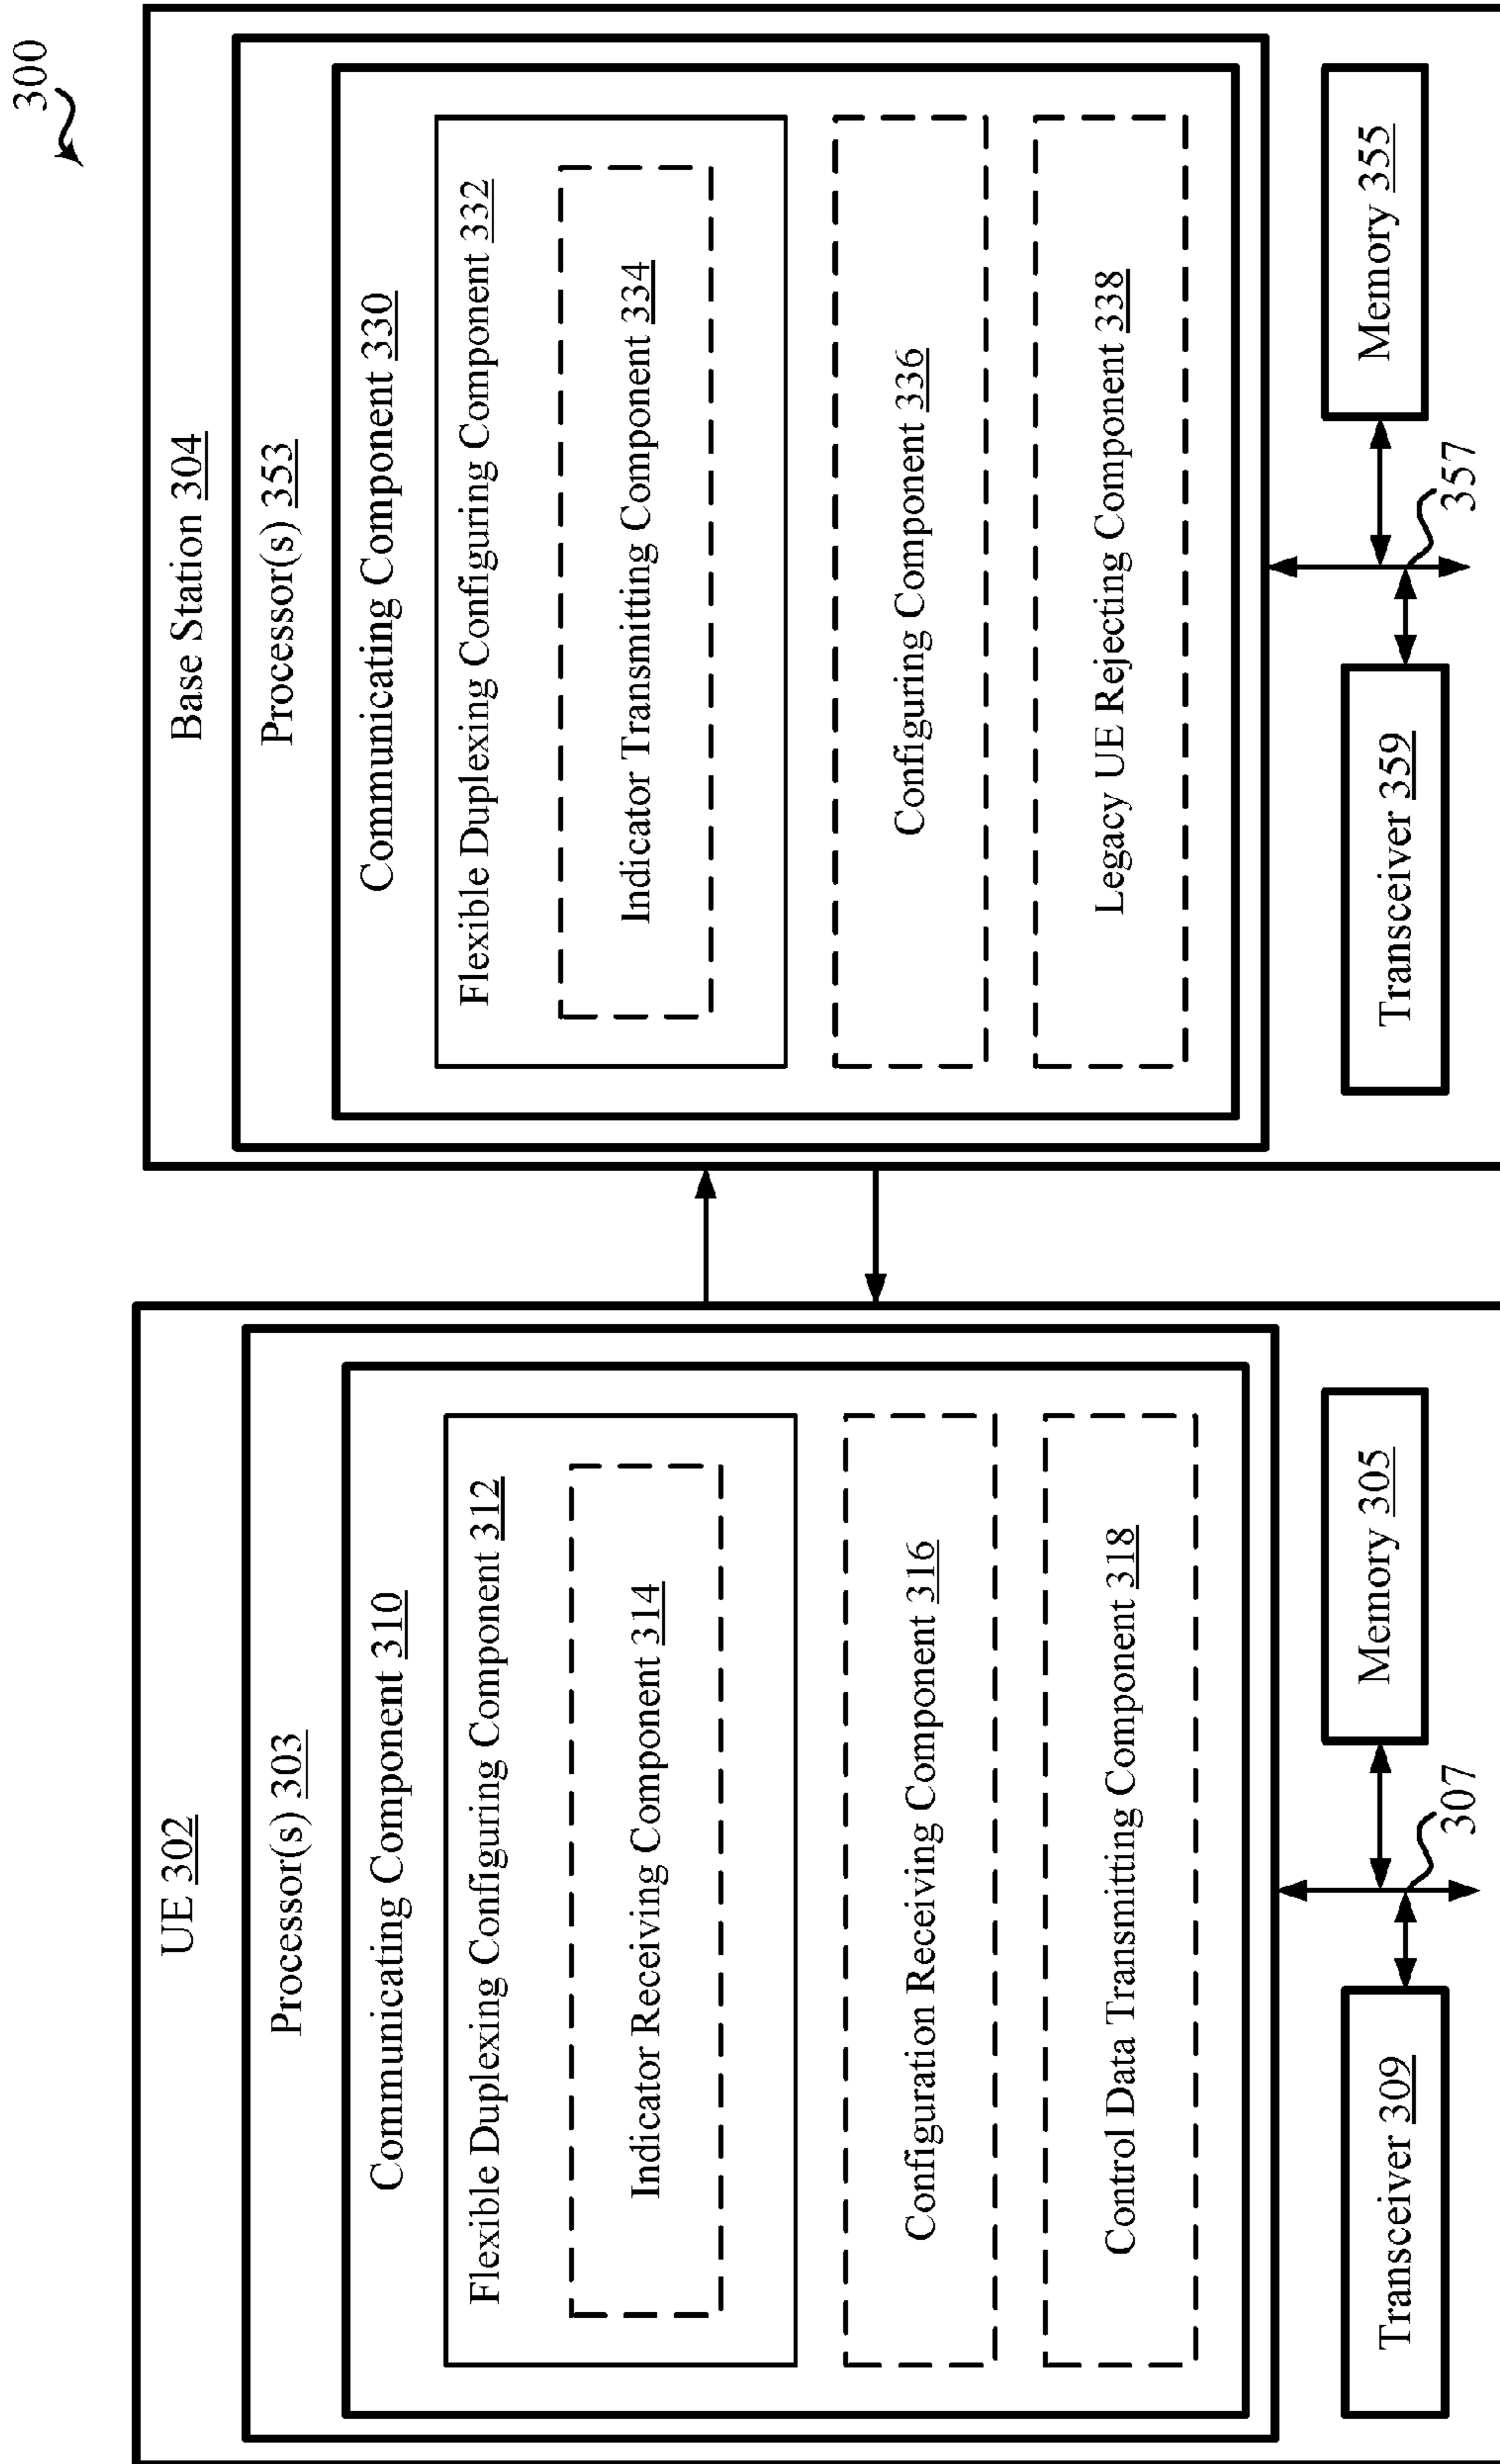 300
UE 302
Processor(s) 303
Communicating Component 310
Flexible Duplexing Configuring Component 312
Indicator Receiving Component 314
Configuration Receiving Component 316
Control Data Transmitting Component 318
Transceiver 309
Memory 305
307
Base Station 304
Processor(s) 353
Communicating Component 330
Flexible Duplexing Configuring Component 332
Indicator Transmitting Component 334
Configuring Component 336
Legacy UE Rejecting Component 338
Transceiver 359
Memory 355
357